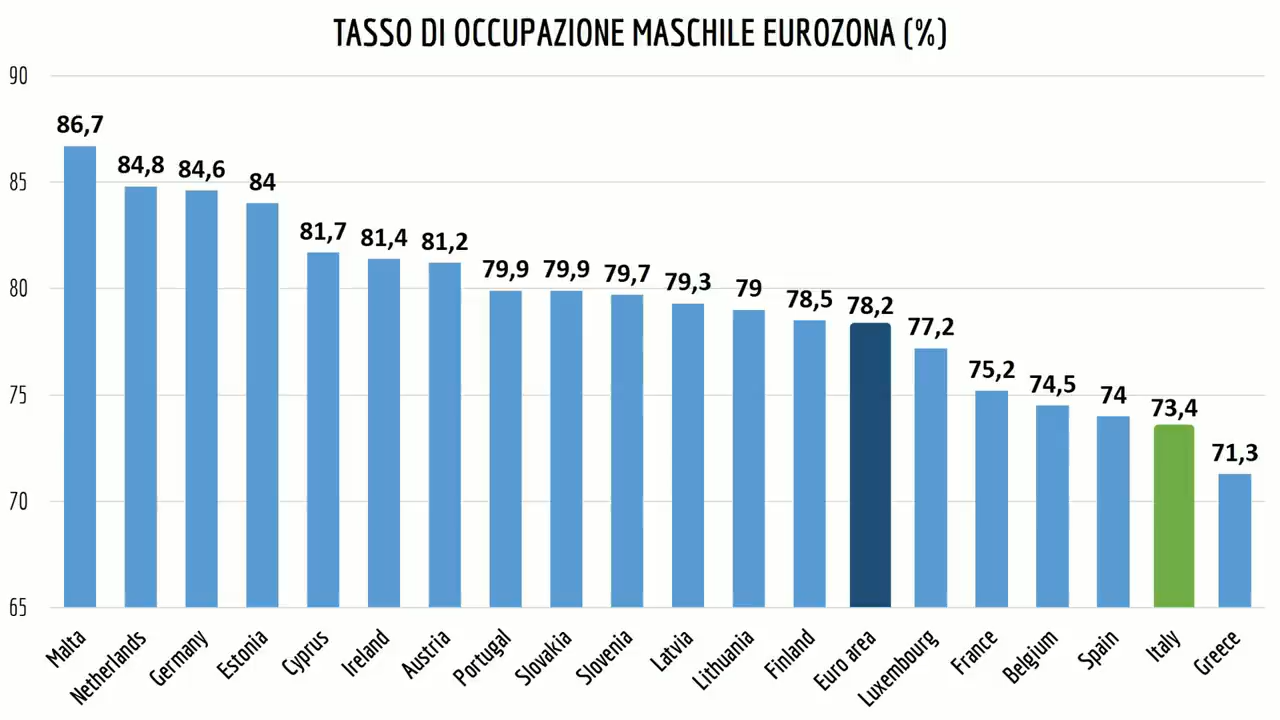 TASSO DI OCCUPAZIONE MASCHILE EUROZONA (%)
90
85
80
75
70
65
86,7
84,8
84,6
84
81,7
81,4
81,2
79,9
79,9
79,7
79,3
79
78,5
78,2
77,2
75,2
74,5
74
73,4
71,3
Malta
Netherlands
Germany
Estonia
Cyprus
Ireland
Austria
Portugal
Slovakia
Slovenia
Latvia
Lithuania
Finland
Euro area
Luxembourg
France
Belgium
Spain
Italy
Greece